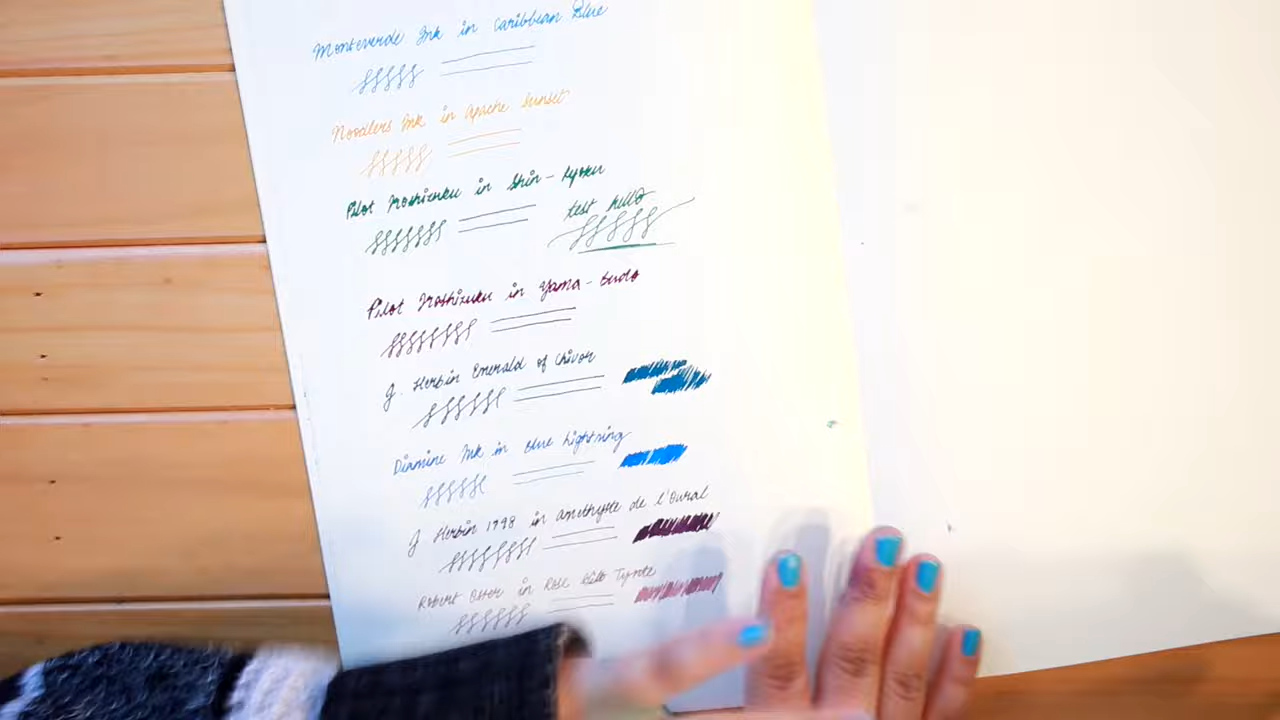 Monteverde Ink in Caribbean Blue
Noodlers Ink in Apache Sunset
Pilot Iroshizuku in Shin-Ryoku
test hello
Pilot Iroshizuku in Yama-Budo
J. Herbin Emerald of Chivor
Diamine Ink in Blue Lightning
J Herbin 1798 in Amethyste de l'Oural
Robert Oster in Rose